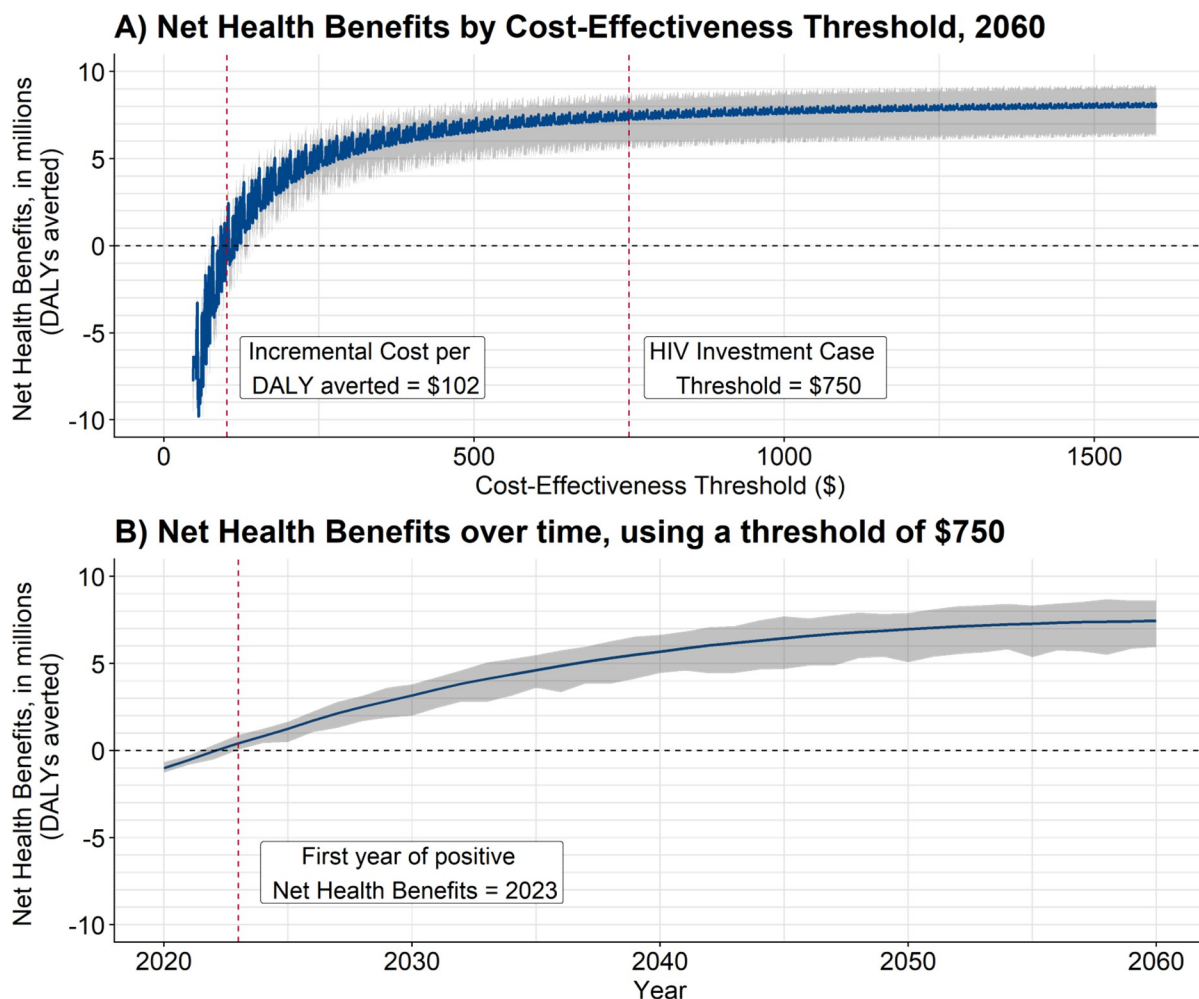 A) Net Health Benefits by Cost-Effectiveness Threshold, 2060
Net Health Benefits, in millions
(DALYs averted)
10
5
0
-5
-10
Incremental Cost per
DALY averted = $102
HIV Investment Case
Threshold = $750
0
500
1000
1500
Cost-Effectiveness Threshold ($)
B) Net Health Benefits over time, using a threshold of $750
Net Health Benefits, in millions
(DALYs averted)
10
5
0
-5
-10
First year of positive
Net Health Benefits = 2023
2020
2030
2040
2050
2060
Year